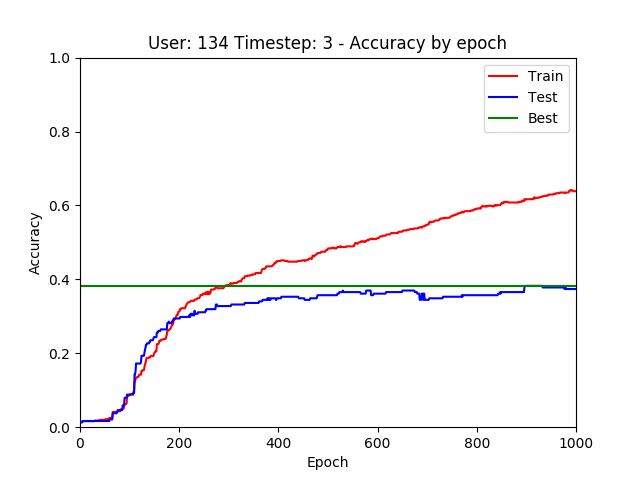 User: 134 Timestep: 3 - Accuracy by epoch
1.0
0.8
0.6
0.4
0.2
0.0
Accuracy
Train
Test
Best
0 200 400 600 800 1000
Epoch